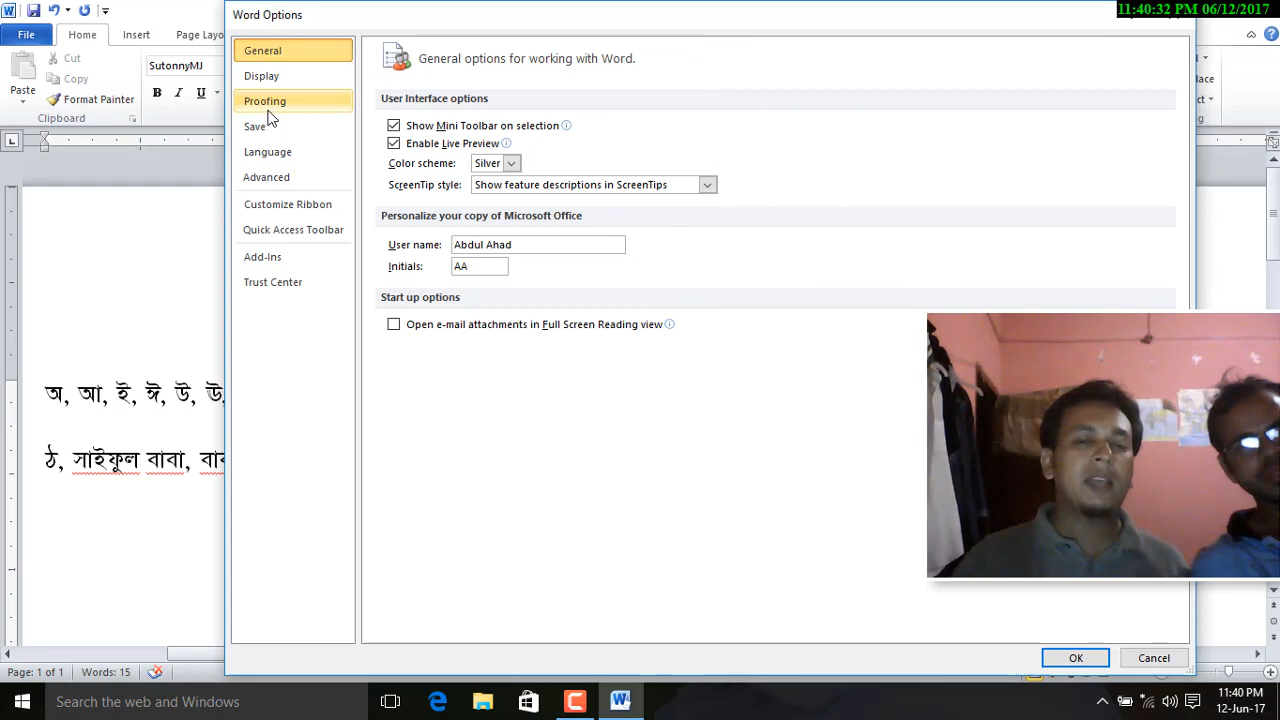 11:40:32 PM 06/12/2017
Word Options
File
Home
Insert
Page Layo
Cut
Copy
Format Painter
Paste
Clipboard
SutonnyMJ
B I U
lace
ct
General
Display
Proofing
Save
Language
Advanced
Customize Ribbon
Quick Access Toolbar
Add-Ins
Trust Center
General options for working with Word.
User Interface options
Show Mini Toolbar on selection
Enable Live Preview
Color scheme: Silver
ScreenTip style: Show feature descriptions in ScreenTips
Personalize your copy of Microsoft Office
User name: Abdul Ahad
Initials: AA
Start up options
Open e-mail attachments in Full Screen Reading view
অ, আ, ই, ঈ, উ, ঊ,
ঠ, সাইফুল বাবা, বাব
OK
Cancel
Page: 1 of 1
Words: 15
Search the web and Windows
11:40 PM
12-Jun-17